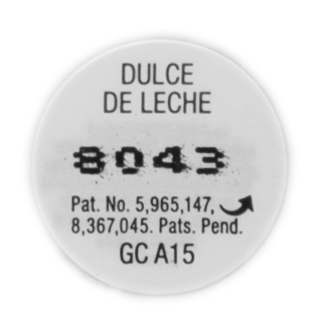 DULCE
DE LECHE
8043
Pat. No. 5,965,147,
8,367,045. Pats. Pend.
GC A15